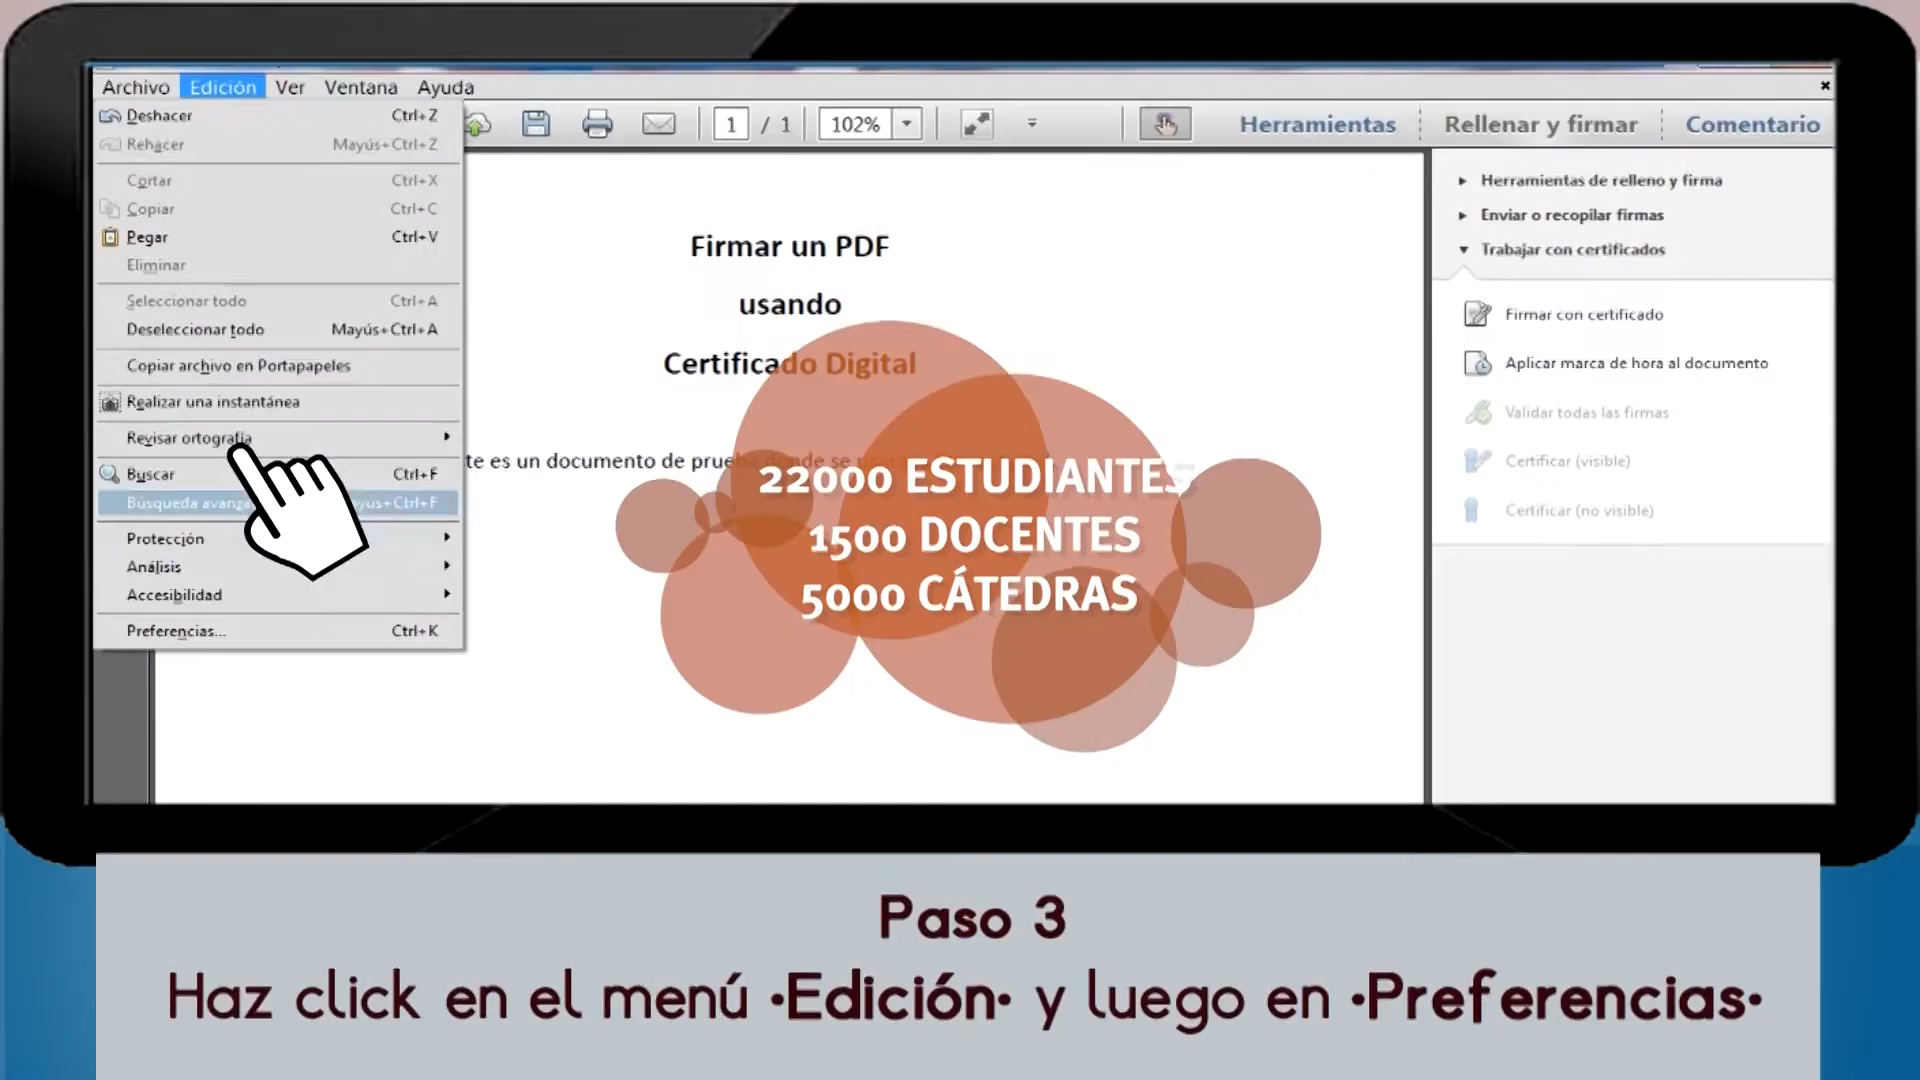 Archivo Edición Ver Ventana Ayuda
Deshacer Ctrl+Z
Rehacer Mayús+Ctrl+Z
Cortar Ctrl+X
Copiar Ctrl+C
Pegar Ctrl+V
Eliminar
Seleccionar todo Ctrl+A
Deseleccionar todo Mayús+Ctrl+A
Copiar archivo en Portapapeles
Realizar una instantánea
Revisar ortografía
Buscar Ctrl+F
Búsqueda Ctrl+F
Protección
Análisis
Accesibilidad
Preferencias... Ctrl+K
1 / 1 102%
Herramientas Rellenar y firmar Comentario
Firmar un PDF
usando
Certificado Digital
te es un documento de prueba donde se
22000 ESTUDIANTES
1500 DOCENTES
5000 CÁTEDRAS
Herramientas de relleno y firma
Enviar o recopilar firmas
Trabajar con certificados
Firmar con certificado
Aplicar marca de hora al documento
Validar todas las firmas
Certificar (visible)
Certificar (no visible)
Paso 3
Haz click en el menú •Edición• y luego en •Preferencias•